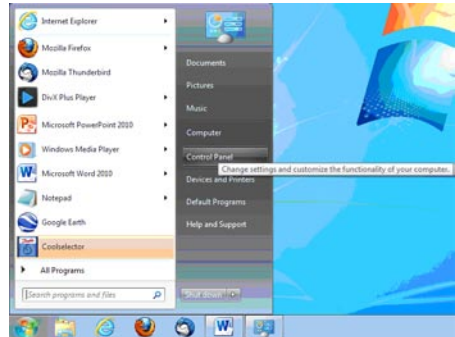 Internet Explorer
Mozilla Firefox
Mozilla Thunderbird
DivX Plus Player
Microsoft PowerPoint 2010
Windows Media Player
Microsoft Word 2010
Notepad
Google Earth
Coolselector
All Programs
Search programs and files
Documents
Pictures
Music
Computer
Control Panel
Change settings and customize the functionality of your computer.
Devices and Printers
Default Programs
Help and Support
Shut down